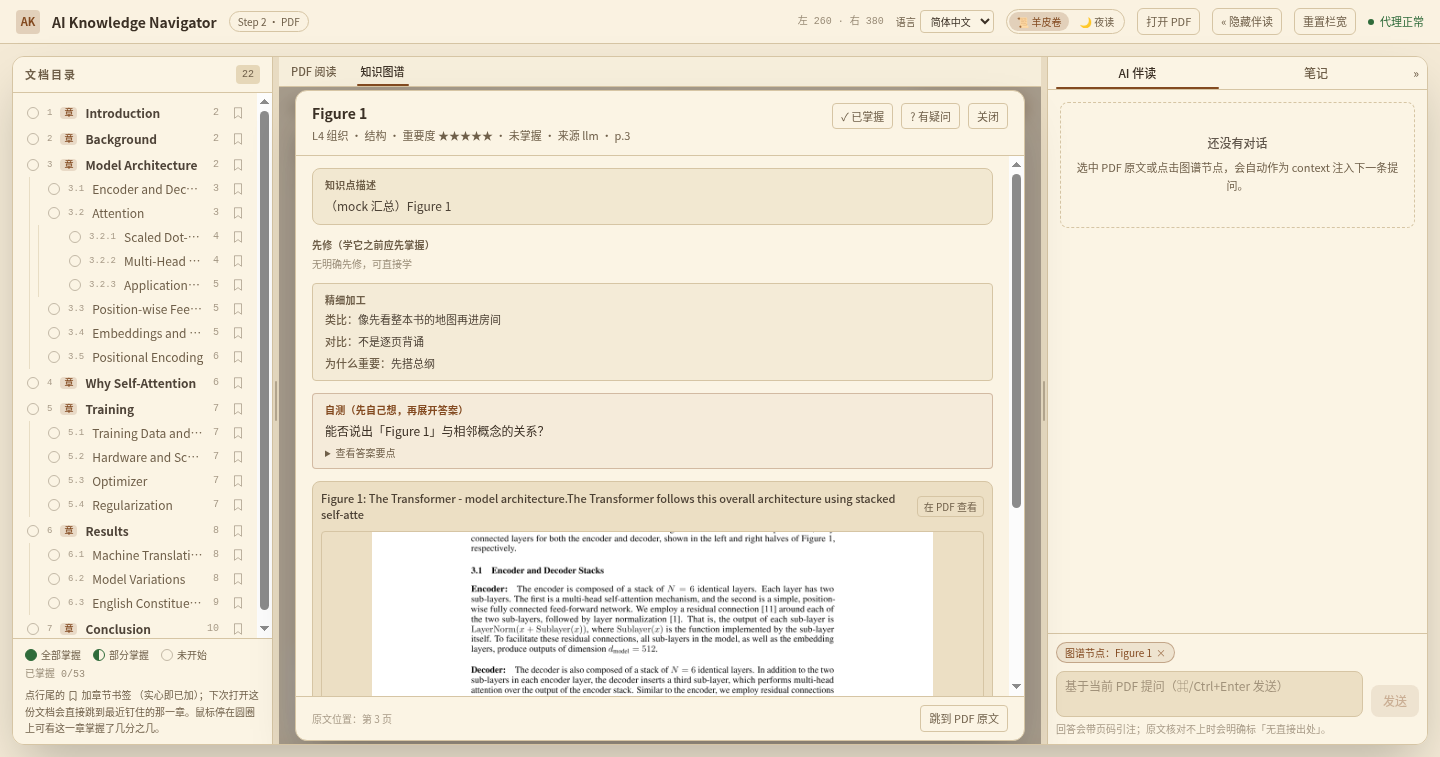 AK AI Knowledge Navigator Step 2 · PDF 左 260 · 右 380 语言 简体中文 📜 羊皮卷 🌙 夜读 打开 PDF « 隐藏伴读 重置栏宽 ● 代理正常
文档目录 22
1 章 Introduction 2
2 章 Background 2
3 章 Model Architecture 2
3.1 Encoder and Dec··· 3
3.2 Attention 3
3.2.1 Scaled Dot-··· 4
3.2.2 Multi-Head ··· 4
3.2.3 Application··· 5
3.3 Position-wise Fee··· 5
3.4 Embeddings and ··· 5
3.5 Positional Encoding 6
4 章 Why Self-Attention 6
5 章 Training 7
5.1 Training Data and··· 7
5.2 Hardware and Sc··· 7
5.3 Optimizer 7
5.4 Regularization 7
6 章 Results 8
6.1 Machine Translati··· 8
6.2 Model Variations 8
6.3 English Constitue··· 9
7 章 Conclusion 10
全部掌握 部分掌握 未开始
已掌握 0/53
点行尾的 口 加章节书签 (实心即已加)；下次打开这
份文档会直接跳到最近钉住的那一章。鼠标停在圆圈
上可看这一章掌握了几分之几。
PDF 阅读 知识图谱
Figure 1
L4 组织 · 结构 · 重要度 ★★★★★ · 未掌握 · 来源 llm · p.3
✓ 已掌握 ? 有疑问 关闭
知识点描述
（mock 汇总）Figure 1
先修（学它之前应先掌握）
无明确先修，可直接学
精细加工
类比：像先看整本书的地图再进房间
对比：不是逐页背诵
为什么重要：先搭总纲
自测（先自己想，再展开答案）
能否说出「Figure 1」与相邻概念的关系？
▶ 查看答案要点
Figure 1: The Transformer - model architecture.The Transformer follows this overall architecture using stacked
self-atte
在 PDF 查看
connected layers for both the encoder and decoder, shown in the left and right halves of Figure 1,
respectively.
3.1 Encoder and Decoder Stacks
Encoder: The encoder is composed of a stack of N = 6 identical layers. Each layer has two
sub-layers. The first is a multi-head self-attention mechanism, and the second is a simple, position-
wise fully connected feed-forward network. We employ a residual connection [11] around each of
the two sub-layers, followed by layer normalization [1]. That is, the output of each sub-layer is
LayerNorm(x + Sublayer(x)), where Sublayer(x) is the function implemented by the sub-layer
itself. To facilitate these residual connections, all sub-layers in the model, as well as the embedding
layers, produce outputs of dimension dmodel = 512.
Decoder: The decoder is also composed of a stack of N = 6 identical layers. In addition to the two
sub-layers in each encoder layer, the decoder inserts a third sub-layer, which performs multi-head
attention over the output of the encoder stack. Similar to the encoder, we employ residual connections
原文位置：第 3 页 跳到 PDF 原文
AI 伴读 笔记 »
还没有对话
选中 PDF 原文或点击图谱节点，会自动作为 context 注入下一条提
问。
图谱节点：Figure 1 ×
基于当前 PDF 提问（⌘/Ctrl+Enter 发送）
发送
回答会带页码引注；原文核对不上时会明确标「无直接出处」。